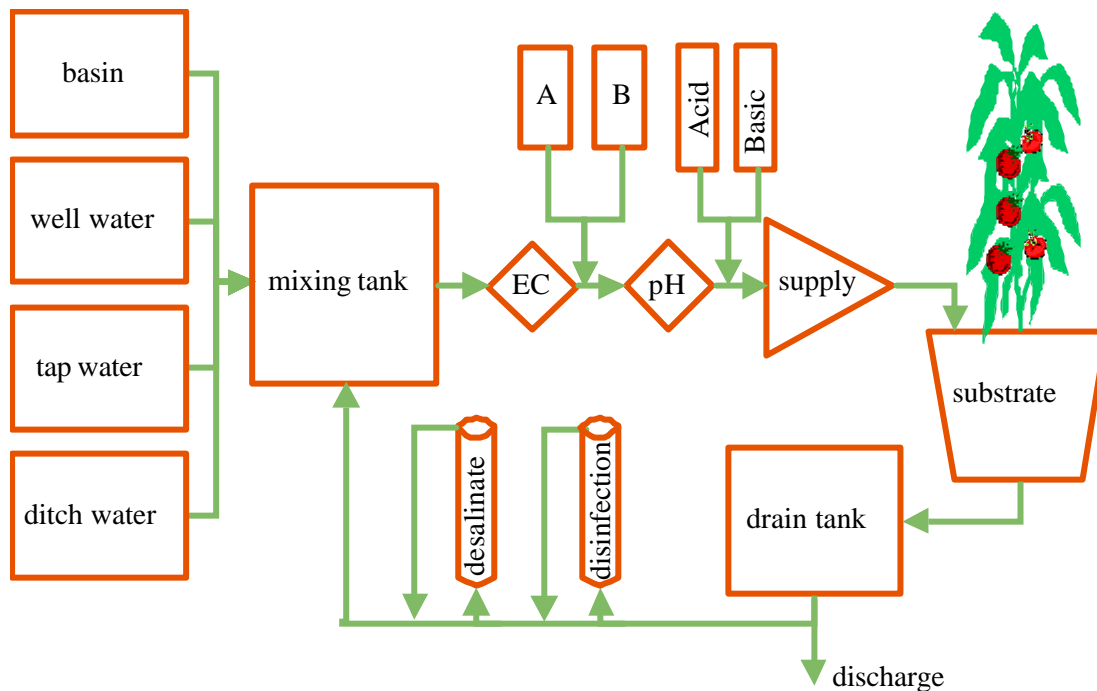 basin
well water
tap water
ditch water
mixing tank
A
B
Acid
Basic
EC
pH
supply
substrate
drain tank
desalinate
disinfection
discharge